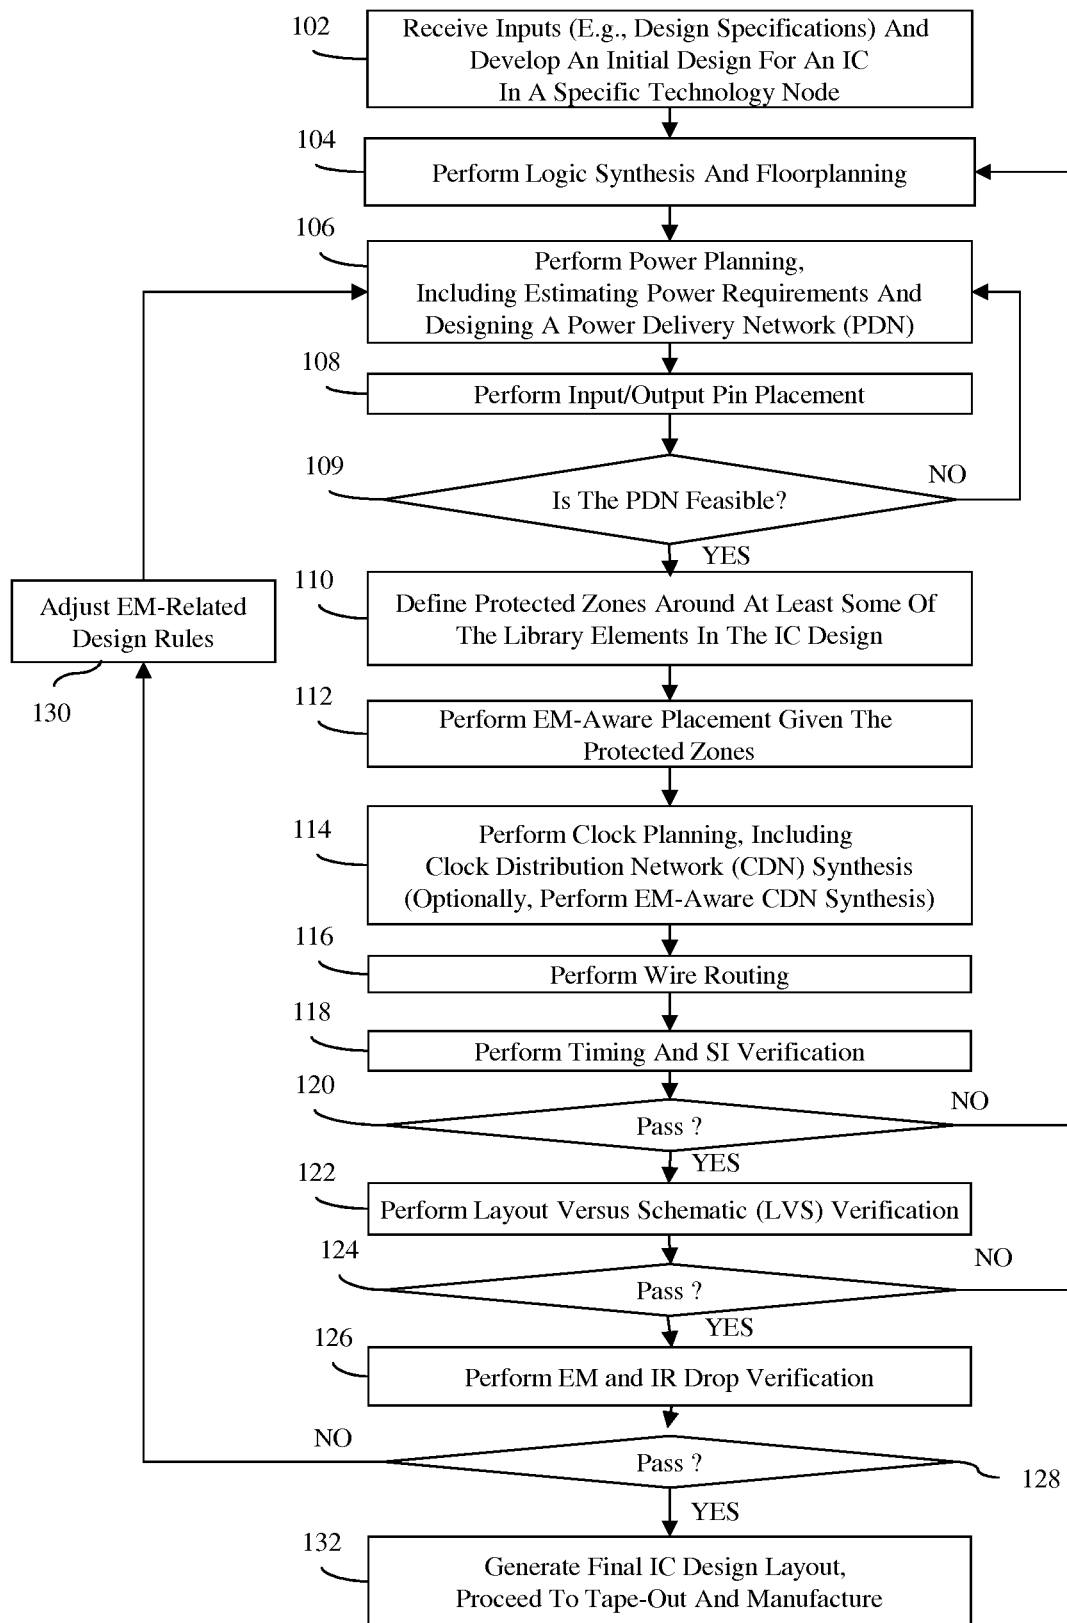 102
Receive Inputs (E.g., Design Specifications) And
Develop An Initial Design For An IC
In A Specific Technology Node
104
Perform Logic Synthesis And Floorplanning
106
Perform Power Planning,
Including Estimating Power Requirements And
Designing A Power Delivery Network (PDN)
108
Perform Input/Output Pin Placement
109
Is The PDN Feasible?
NO
YES
110
Define Protected Zones Around At Least Some Of
The Library Elements In The IC Design
Adjust EM-Related
Design Rules
130
112
Perform EM-Aware Placement Given The
Protected Zones
114
Perform Clock Planning, Including
Clock Distribution Network (CDN) Synthesis
(Optionally, Perform EM-Aware CDN Synthesis)
116
Perform Wire Routing
118
Perform Timing And SI Verification
120
Pass ?
NO
YES
122
Perform Layout Versus Schematic (LVS) Verification
124
Pass ?
NO
YES
126
Perform EM and IR Drop Verification
NO
Pass ?
128
YES
132
Generate Final IC Design Layout,
Proceed To Tape-Out And Manufacture